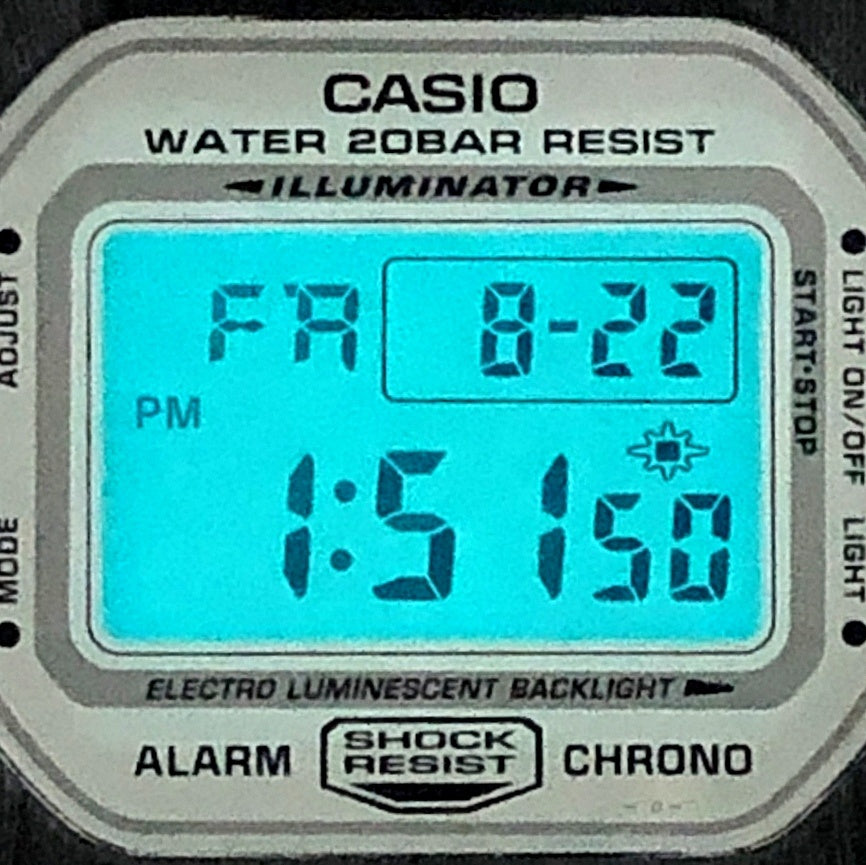 CASIO
WATER 20BAR RESIST
ILLUMINATOR
ADJUST
MODE
FR 8-22
PM
1:51 50
START·STOP
LIGHT ON/OFF
LIGHT
ELECTRO LUMINESCENT BACKLIGHT
ALARM
SHOCK
RESIST
CHRONO